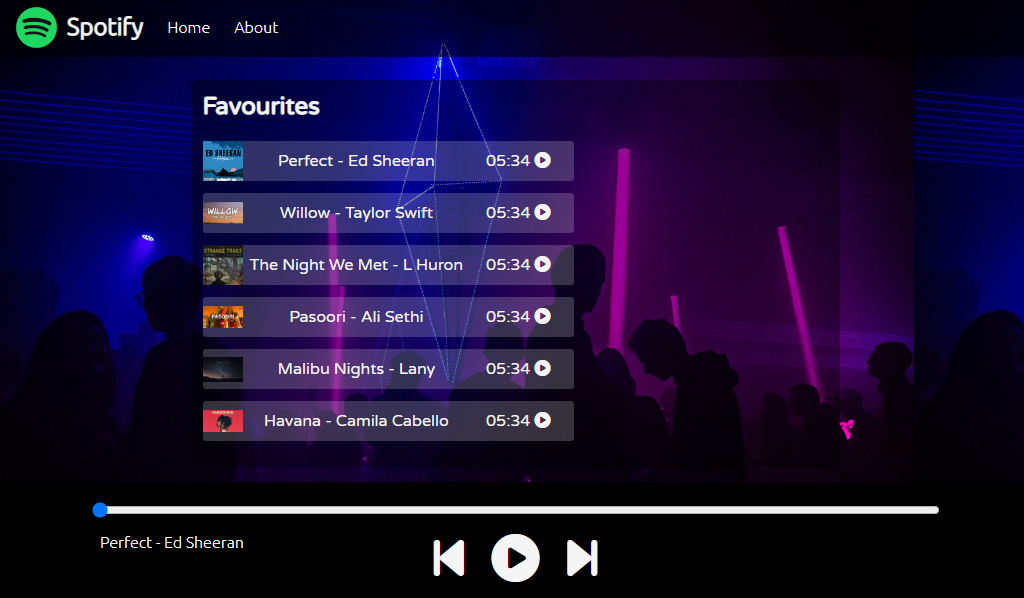 Spotify Home About
Favourites
ED SHEERAN
Perfect - Ed Sheeran 05:34
WILLOW
Willow - Taylor Swift 05:34
STRANGE TRAILS
The Night We Met - L Huron 05:34
PASOORI
Pasoori - Ali Sethi 05:34
Malibu Nights - Lany 05:34
Havana - Camila Cabello 05:34
Perfect - Ed Sheeran